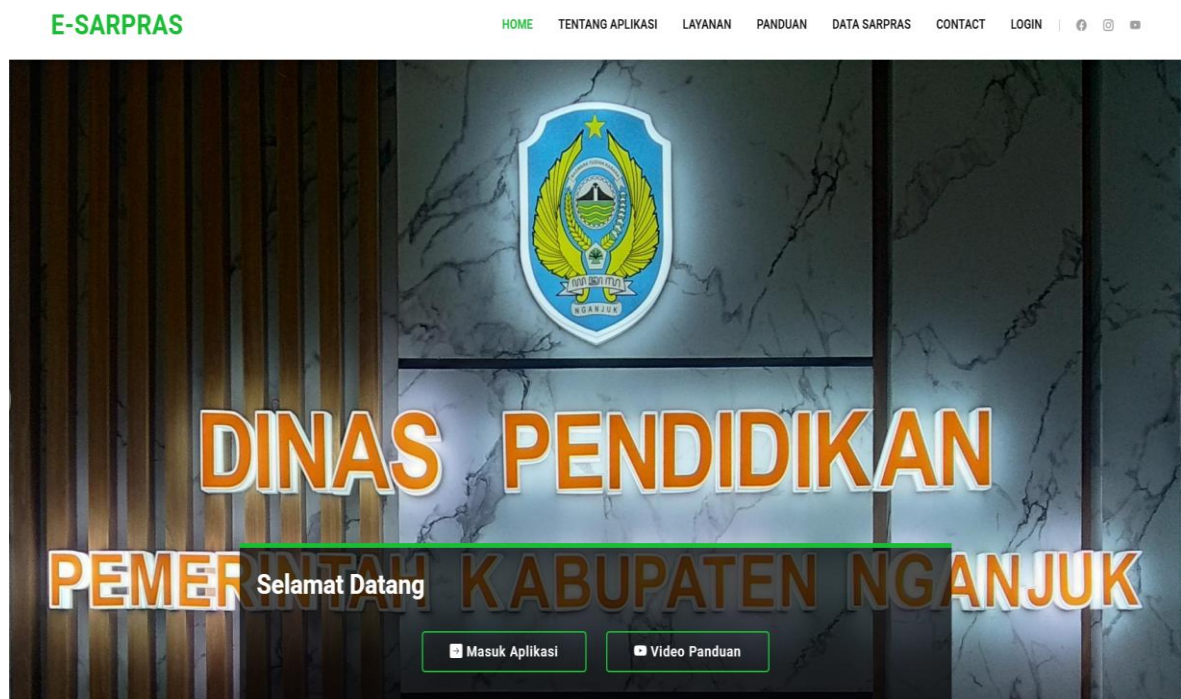 E-SARPRAS
HOME TENTANG APLIKASI LAYANAN PANDUAN DATA SARPRAS CONTACT LOGIN
NGANJUK
DINAS PENDIDIKAN
PEMERINTAH KABUPATEN NGANJUK
Selamat Datang
Masuk Aplikasi
Video Panduan